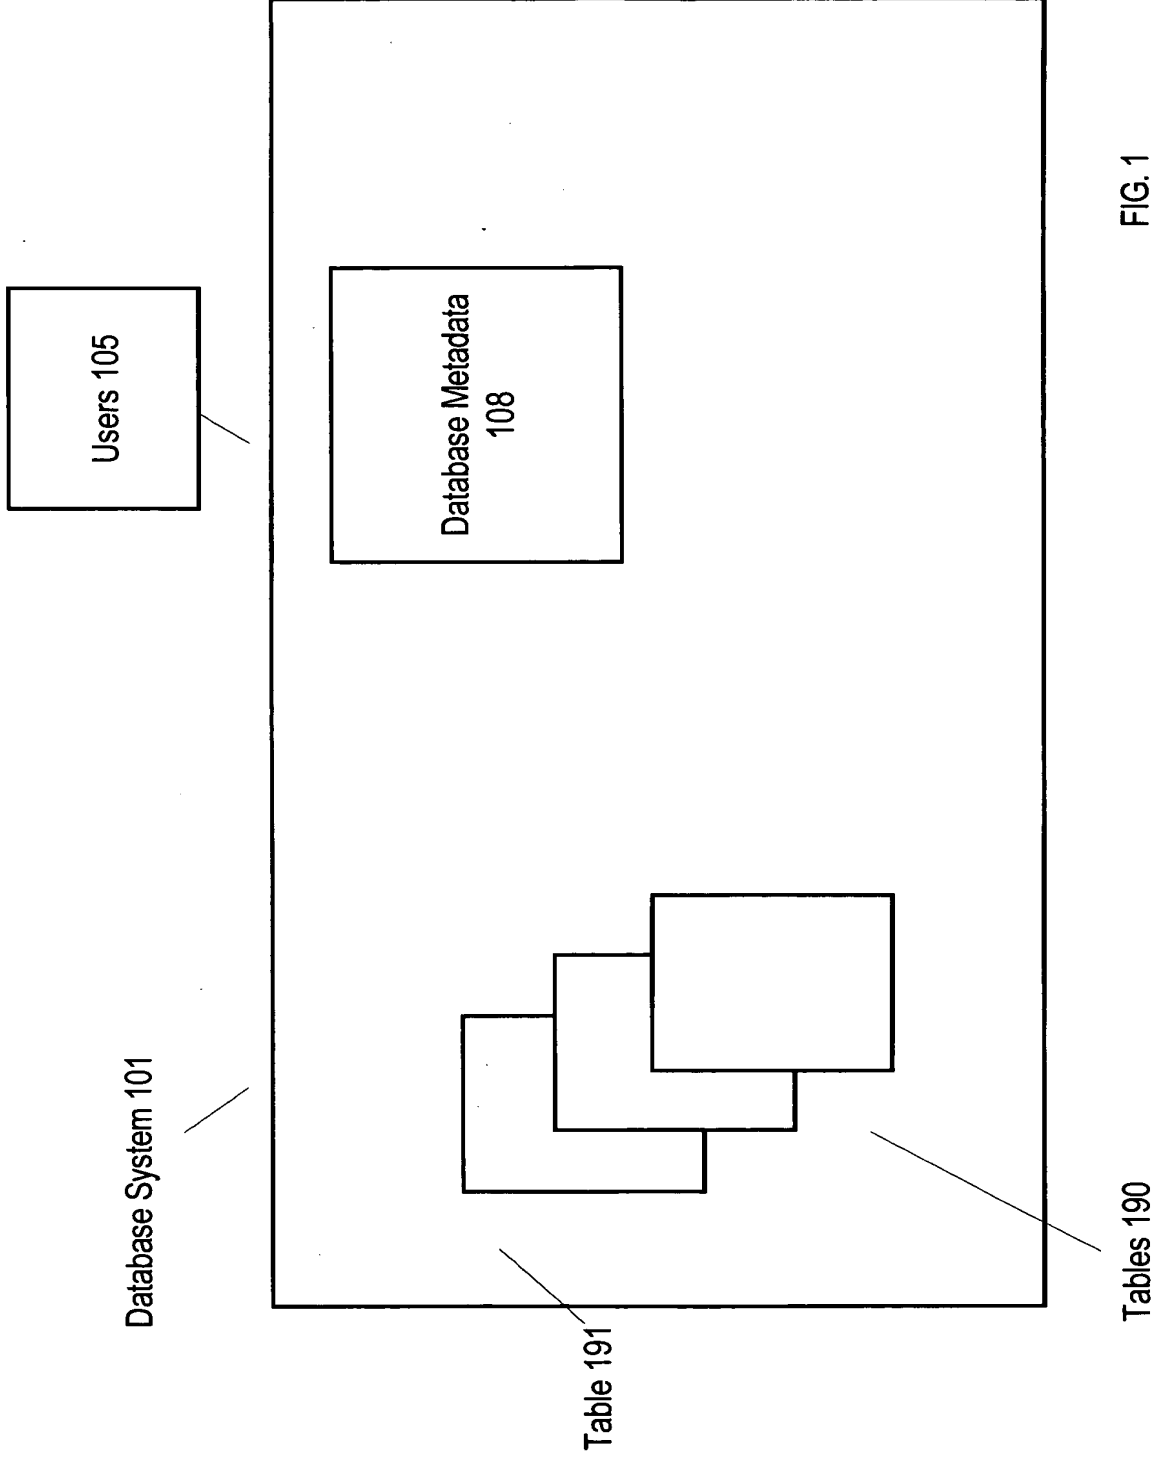 Database System 101
Users 105
Database Metadata
108
Table 191
Tables 190
FIG. 1